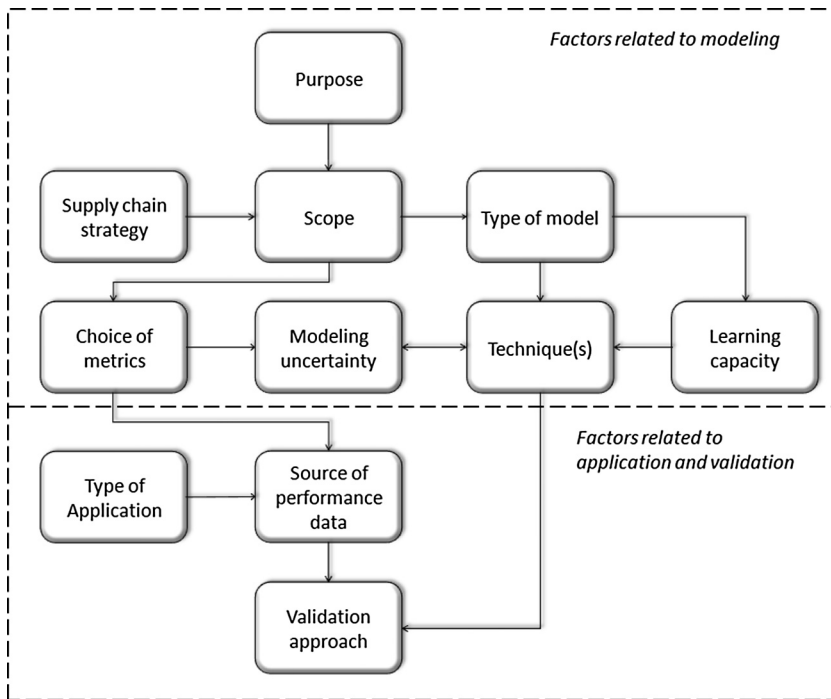 Factors related to modeling
Purpose
Supply chain
strategy
Scope
Type of model
Choice of
metrics
Modeling
uncertainty
Technique(s)
Learning
capacity
Factors related to
application and validation
Type of
Application
Source of
performance
data
Validation
approach